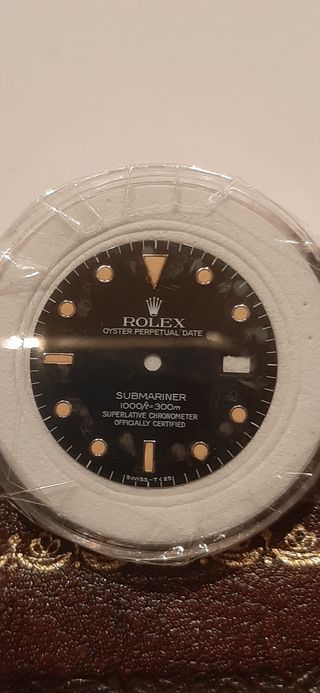 ROLEX
OYSTER PERPETUAL DATE
SUBMARINER
1000ft=300m
SUPERLATIVE CHRONOMETER
OFFICIALLY CERTIFIED
SWISS-T<25